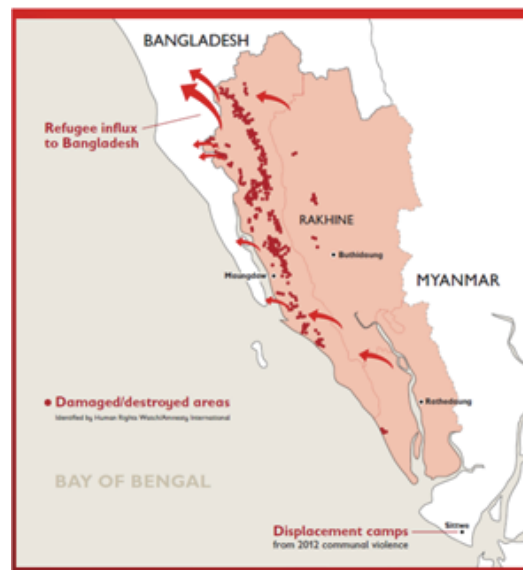 BANGLADESH
Refugee influx
to Bangladesh
RAKHINE
Buthidaung
MYANMAR
Maungdaw
Damaged/destroyed areas
Identified by Human Rights Watch/Amnesty International
Rathedaung
BAY OF BENGAL
Sittwe
Displacement camps
from 2012 communal violence